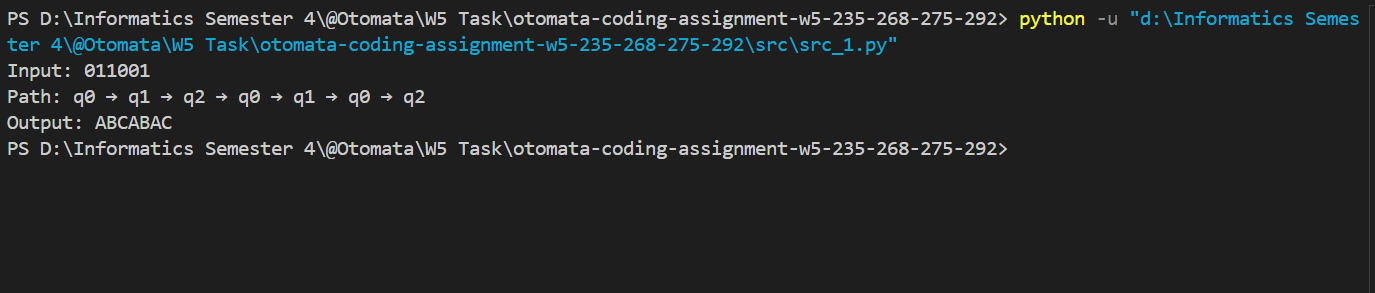 PS D:\Informatics Semester 4\@Otomata\W5 Task\otomata-coding-assignment-w5-235-268-275-292> python -u "d:\Informatics Semes
ter 4\@Otomata\W5 Task\otomata-coding-assignment-w5-235-268-275-292\src\src_1.py"
Input: 011001
Path: q0 → q1 → q2 → q0 → q1 → q0 → q2
Output: ABCABAC
PS D:\Informatics Semester 4\@Otomata\W5 Task\otomata-coding-assignment-w5-235-268-275-292>